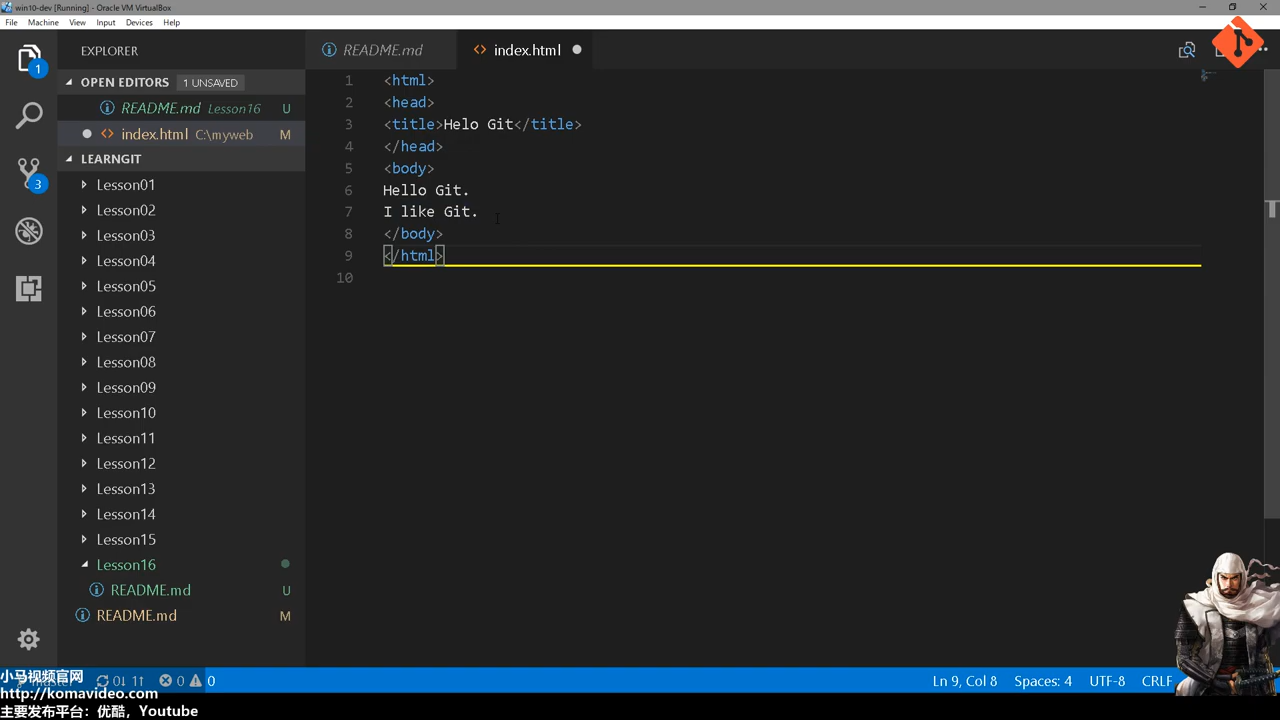 win10-dev [Running] - Oracle VM VirtualBox
File Machine View Input Devices Help
EXPLORER
OPEN EDITORS 1 UNSAVED
README.md Lesson16 U
index.html C:\myweb M
LEARNGIT
Lesson01
Lesson02
Lesson03
Lesson04
Lesson05
Lesson06
Lesson07
Lesson08
Lesson09
Lesson10
Lesson11
Lesson12
Lesson13
Lesson14
Lesson15
Lesson16
README.md U
README.md M
1
3
README.md index.html
1 <html>
2 <head>
3 <title>Helo Git</title>
4 </head>
5 <body>
6 Hello Git.
7 I like Git.
8 </body>
9 </html>
10
0↓ 1↑ 0 0 Ln 9, Col 8 Spaces: 4 UTF-8 CRLF
小马视频官网
http://komavideo.com
主要发布平台：优酷，Youtube